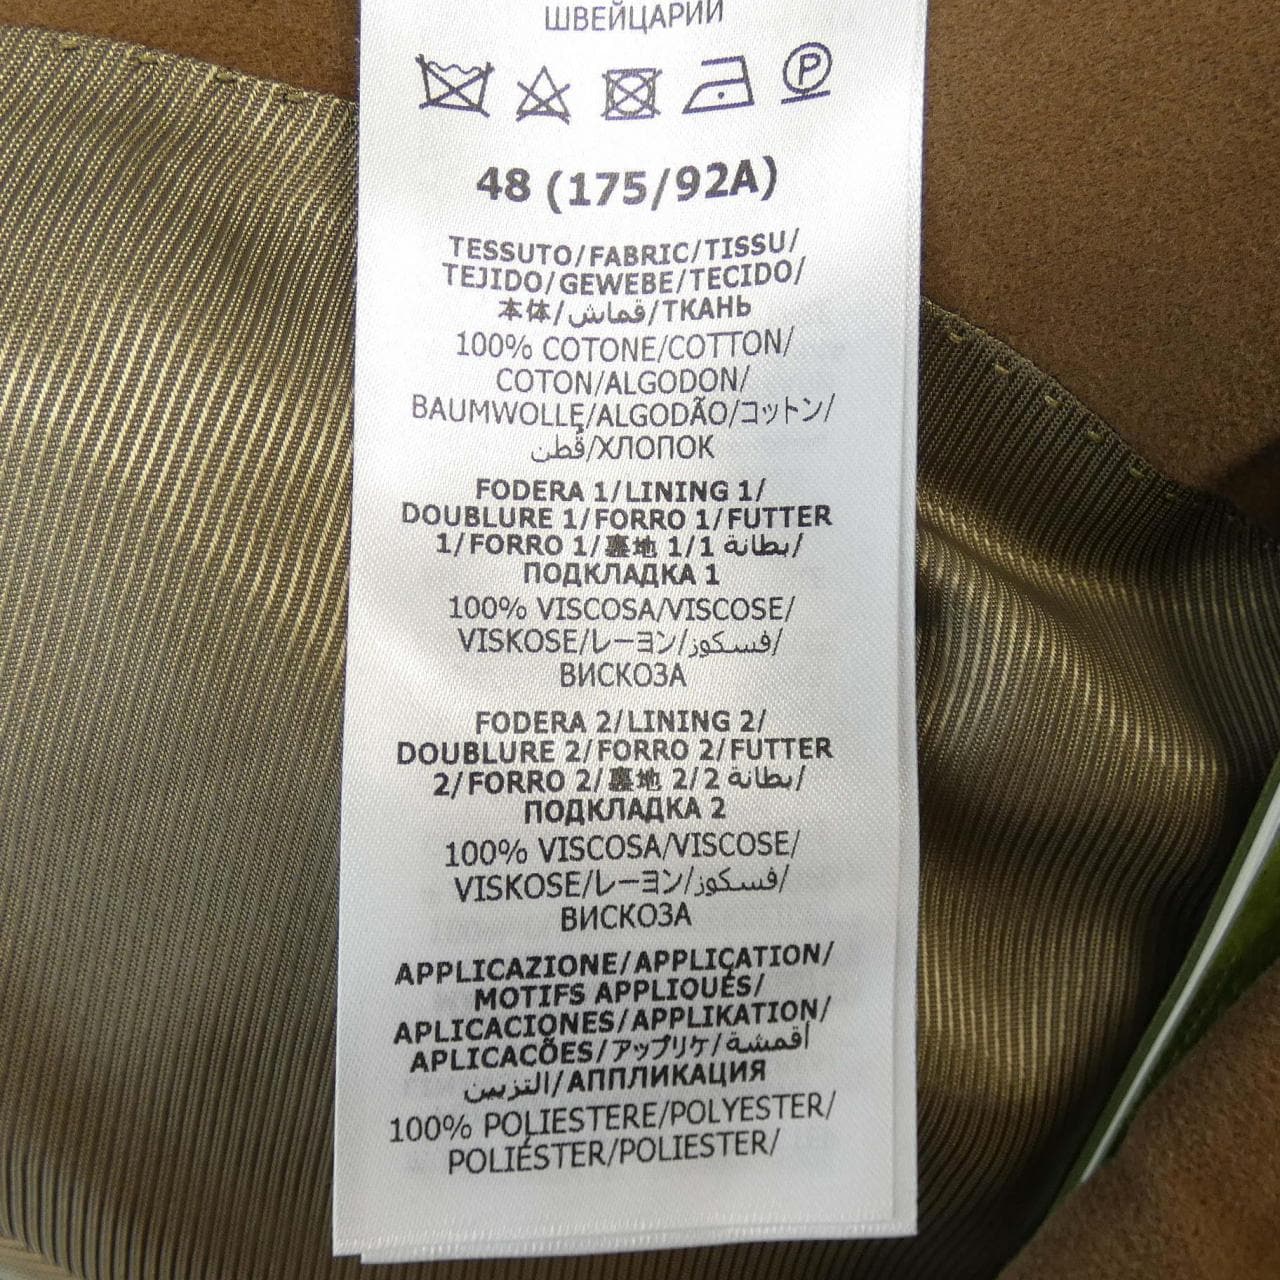 ШВЕЙЦАРИИ
P
48 (175/92A)
TESSUTO/FABRIC/TISSU/
TEJIDO/GEWEBE/TECIDO/
本体/قماش/ТКАНЬ
100% COTONE/COTTON/
COTON/ALGODON/
BAUMWOLLE/ALGODÃO/コットン/
قطن/ХЛОПОК
FODERA 1/LINING 1/
DOUBLURE 1/FORRO 1/FUTTER
1/FORRO 1/裏地 1/1 بطانة/
ПОДКЛАДКА 1
100% VISCOSA/VISCOSE/
VISKOSE/レーヨン/فسكوز/
ВИСКОЗА
FODERA 2/LINING 2/
DOUBLURE 2/FORRO 2/FUTTER
2/FORRO 2/裏地 2/2 بطانة/
ПОДКЛАДКА 2
100% VISCOSA/VISCOSE/
VISKOSE/レーヨン/فسكوز/
ВИСКОЗА
APPLICAZIONE/APPLICATION/
MOTIFS APPLIQUÉS/
APLICACIONES/APPLIKATION/
APLICACÕES/アップリケ/أقمشة
التزيين/АППЛИКАЦИЯ
100% POLIESTERE/POLYESTER/
POLIÉSTER/POLIESTER/